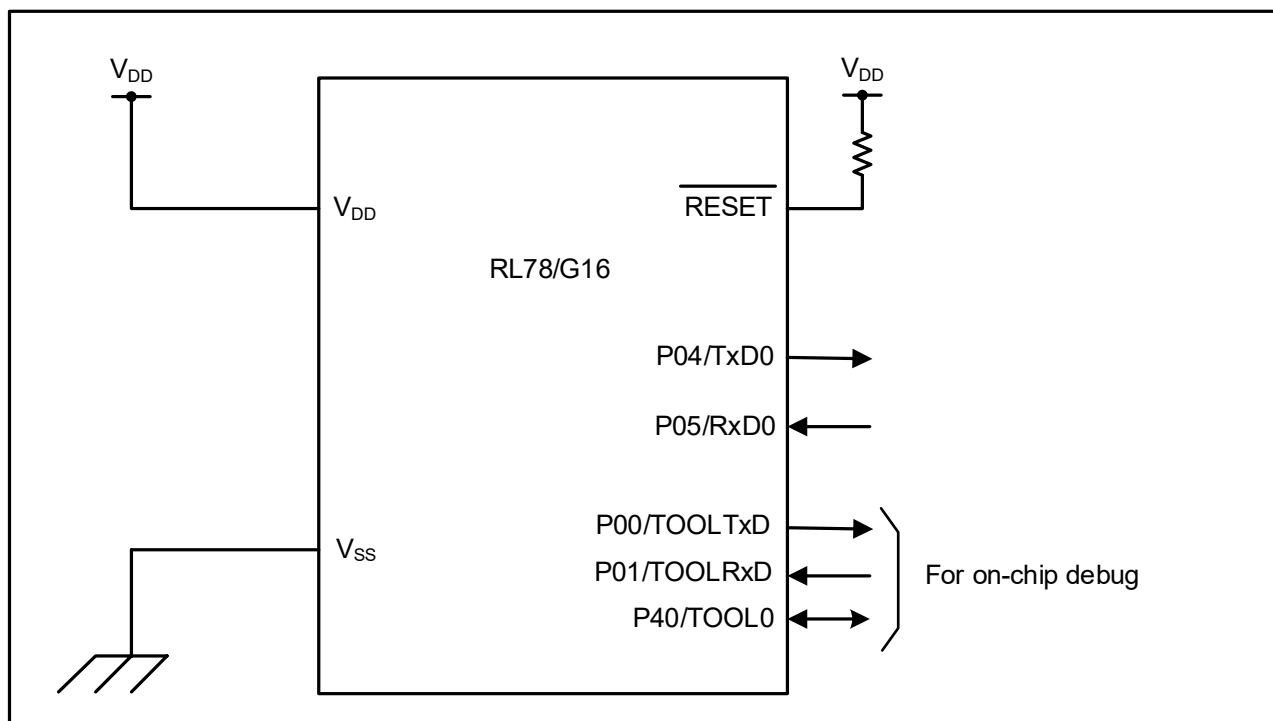 VDD
VDD
VDD
RESET
RL78/G16
P04/TxD0
P05/RxD0
P00/TOOLTxD
VSS
P01/TOOLRxD
For on-chip debug
P40/TOOL0